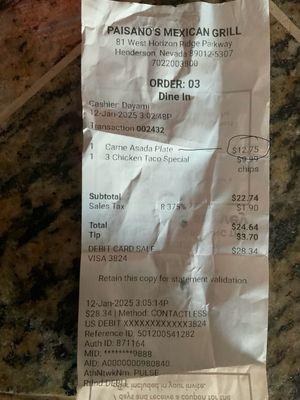 PAISANO'S MEXICAN GRILL
81 West Horizon Ridge Parkway
Henderson, Nevada 89012-5307
7022003800
ORDER: 03
Dine In
Cashier: Dayami
12-Jan-2025 3:02:48P
Transaction 002432
1 Carne Asada Plate $12.75
1 3 Chicken Taco Special $9.99
chips
Subtotal $22.74
Sales Tax 8.375% $1.90
Total $24.64
Tip $3.70
DEBIT CARD SALE $28.34
VISA 3824
Retain this copy for statement validation
12-Jan-2025 3:05:14P
$28.34 | Method: CONTACTLESS
US DEBIT XXXXXXXXXXXX3824
Reference ID: 501200541282
Auth ID: 871164
MID: ********9888
AID: A0000000980840
AthNtwkNm: PULSE